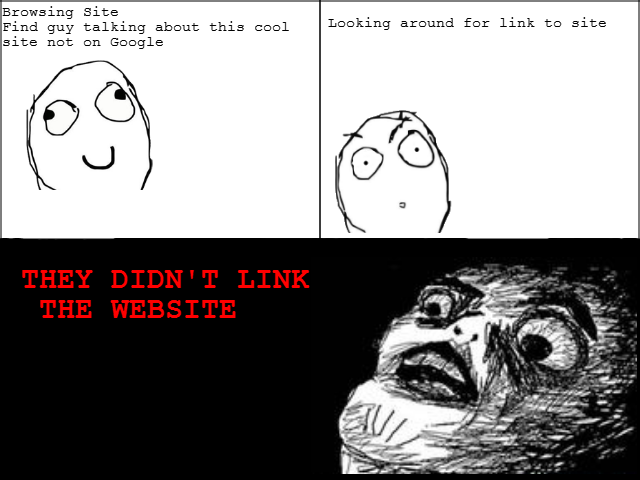 Browsing Site
Find guy talking about this cool
site not on Google
Looking around for link to site
THEY DIDN'T LINK
THE WEBSITE